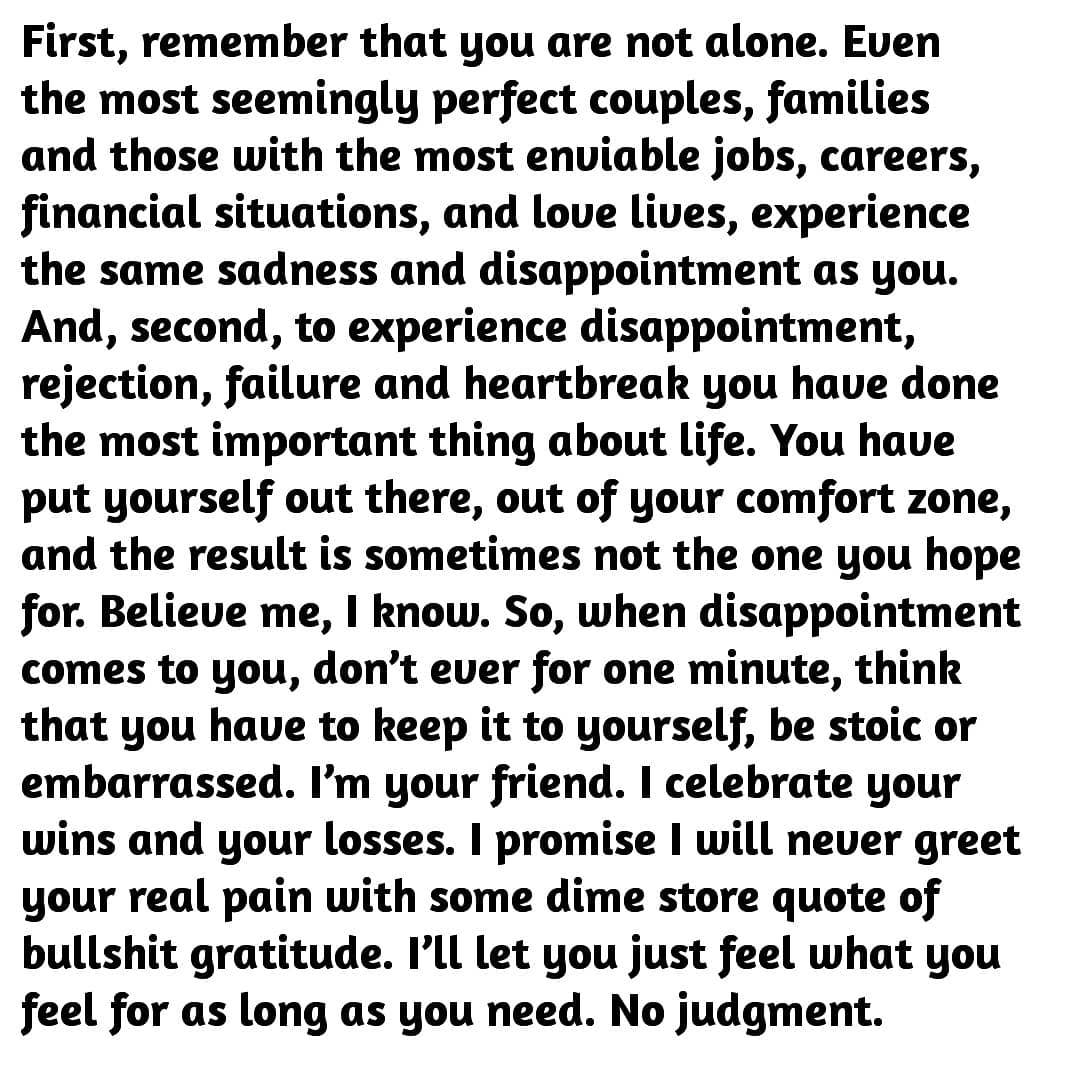 First, remember that you are not alone. Even
the most seemingly perfect couples, families
and those with the most enviable jobs, careers,
financial situations, and love lives, experience
the same sadness and disappointment as you.
And, second, to experience disappointment,
rejection, failure and heartbreak you have done
the most important thing about life. You have
put yourself out there, out of your comfort zone,
and the result is sometimes not the one you hope
for. Believe me, I know. So, when disappointment
comes to you, don’t ever for one minute, think
that you have to keep it to yourself, be stoic or
embarrassed. I’m your friend. I celebrate your
wins and your losses. I promise I will never greet
your real pain with some dime store quote of
bullshit gratitude. I’ll let you just feel what you
feel for as long as you need. No judgment.